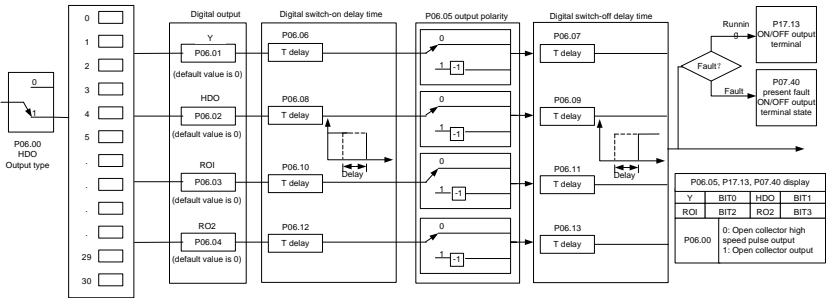 0
1
P06.00
HDO
Output type
0
1
2
3
4
5
.
.
.
.
29
30
Digital output
Y
P06.01
(default value is 0)
HDO
P06.02
(default value is 0)
ROI
P06.03
(default value is 0)
RO2
P06.04
(default value is 0)
Digital switch-on delay time
P06.06
T delay
P06.08
T delay
Delay
P06.10
T delay
P06.12
T delay
P06.05 output polarity
0
1
-1
0
1
-1
0
1
-1
0
1
-1
Digital switch-off delay time
P06.07
T delay
P06.09
T delay
Delay
P06.11
T delay
P06.13
T delay
Runnin
g
Fault?
Fault
P17.13
ON/OFF output
terminal
P07.40
present fault
ON/OFF output
terminal state
P06.05, P17.13, P07.40 display
Y BIT0 HDO BIT1
ROI BIT2 RO2 BIT3
P06.00
0: Open collector high
speed pulse output
1: Open collector output